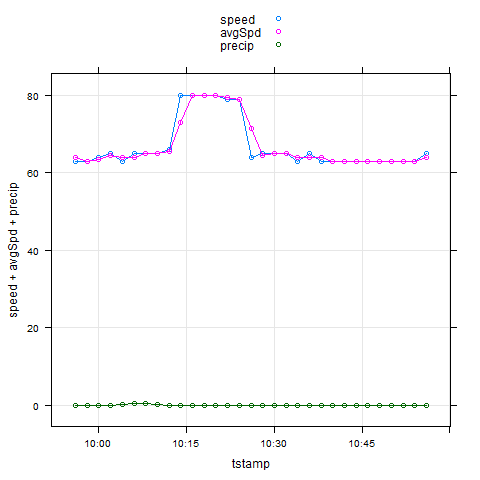 speed
avgSpd
precip
speed + avgSpd + precip
80
60
40
20
0
10:00 10:15 10:30 10:45
tstamp